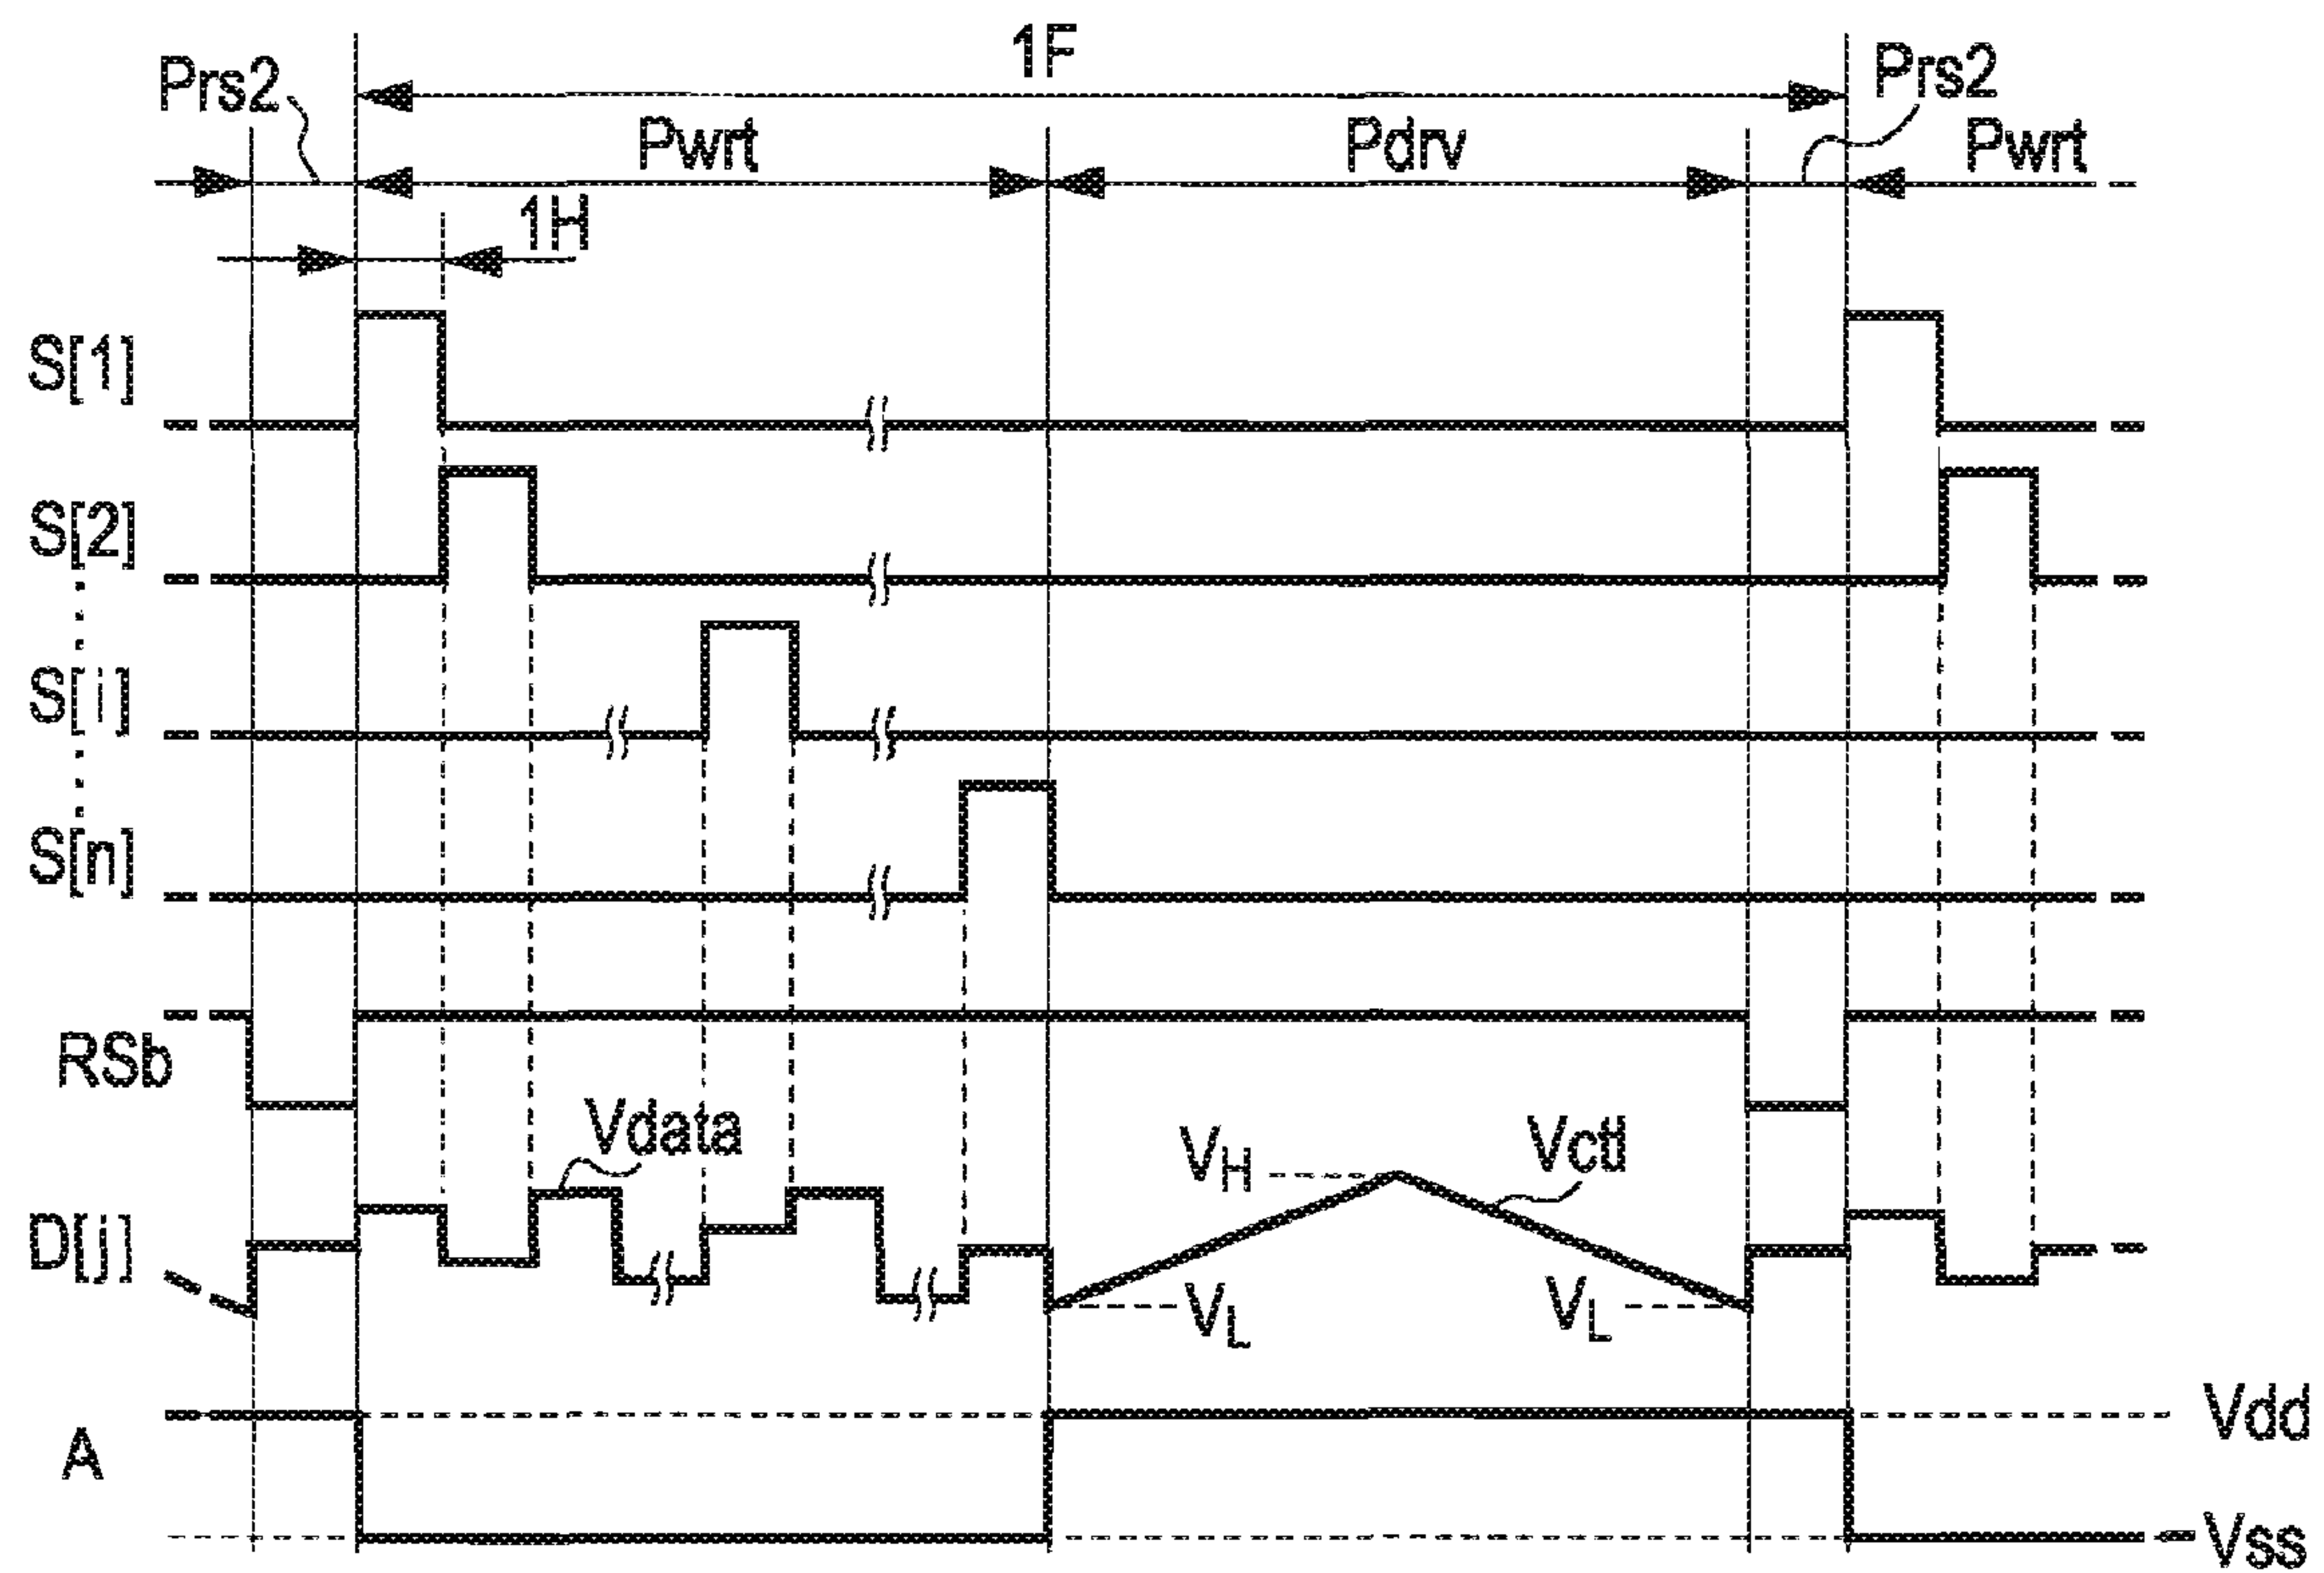 1F
Prs2
Prs2
Pwrt
Pdrv
Pwrt
1H
S[1]
S[2]
S[i]
S[n]
RSb
Vdata
VH
Vctl
D[j]
VL
VL
Vdd
A
Vss